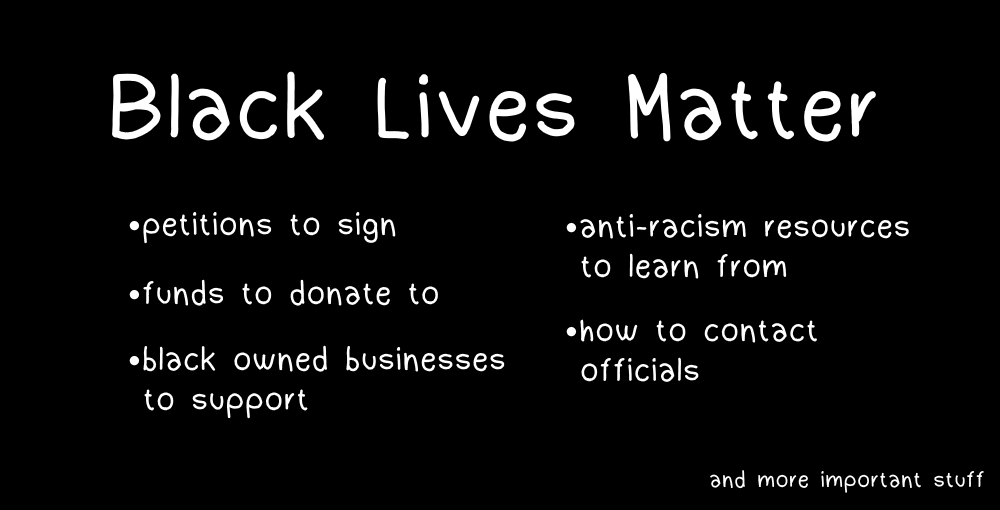 Black Lives Matter
•petitions to sign
•funds to donate to
•black owned businesses
to support
•anti-racism resources
to learn from
•how to contact
officials
and more important stuff